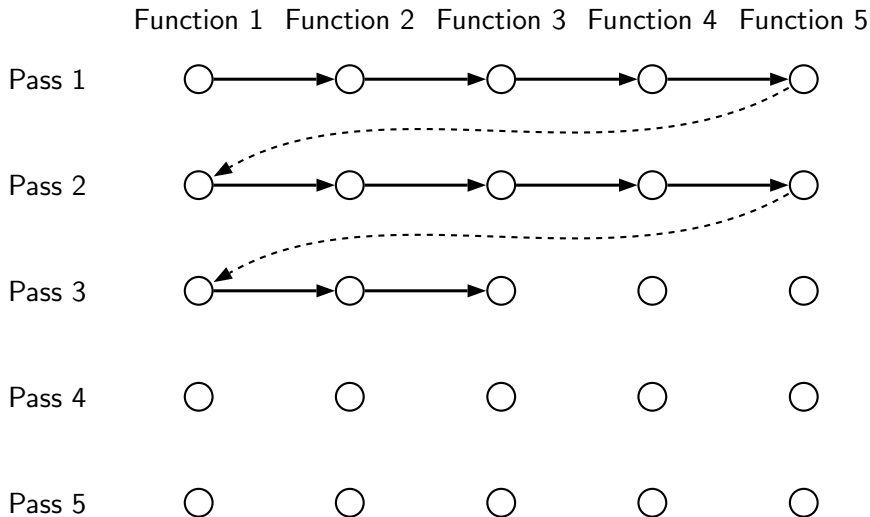 Function 1 Function 2 Function 3 Function 4 Function 5
Pass 1
Pass 2
Pass 3
Pass 4
Pass 5